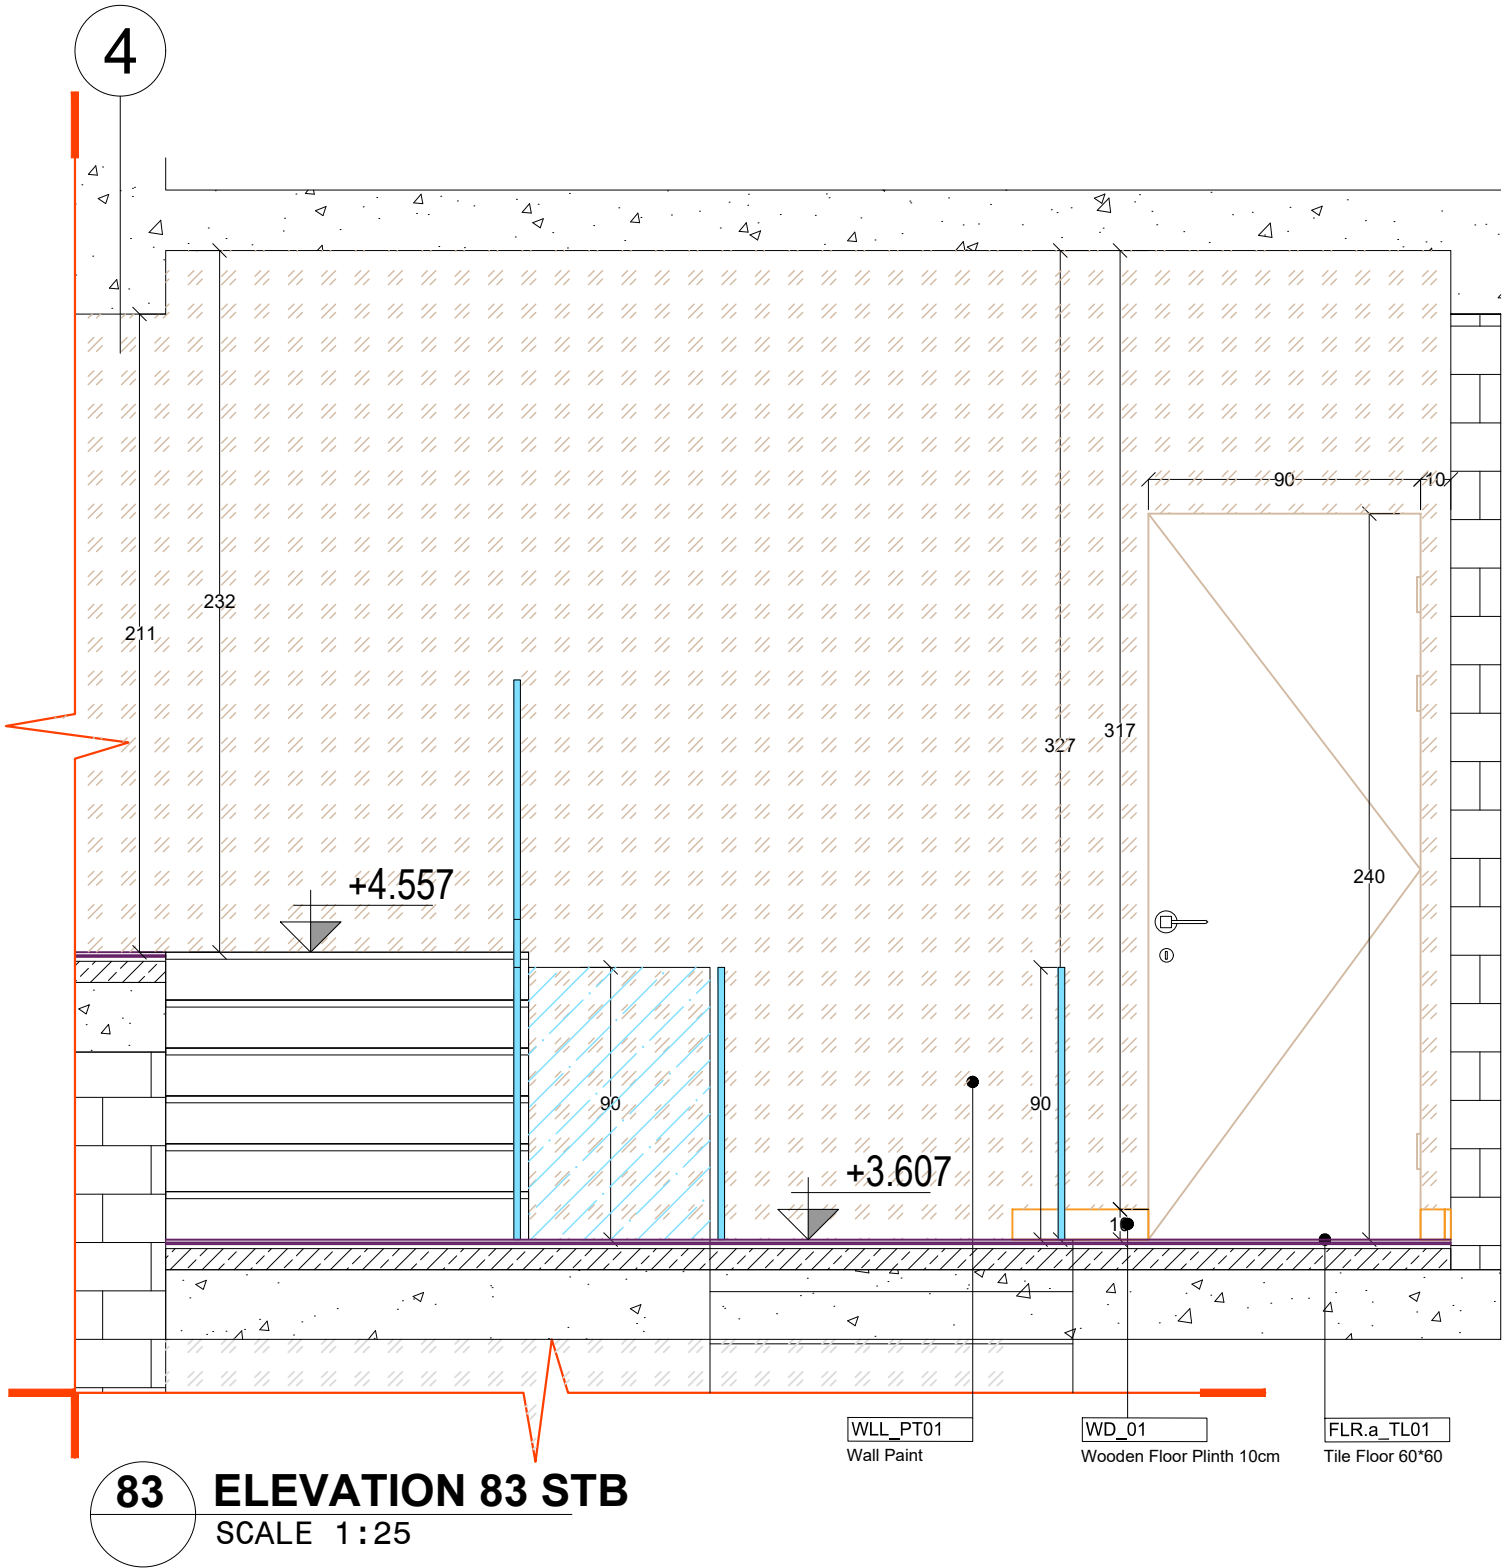 4
90
10
232
211
327
317
240
+4.557
90
90
+3.607
10
WLL_PT01
Wall Paint
WD_01
Wooden Floor Plinth 10cm
FLR.a_TL01
Tile Floor 60*60
83
ELEVATION 83 STB
SCALE 1:25